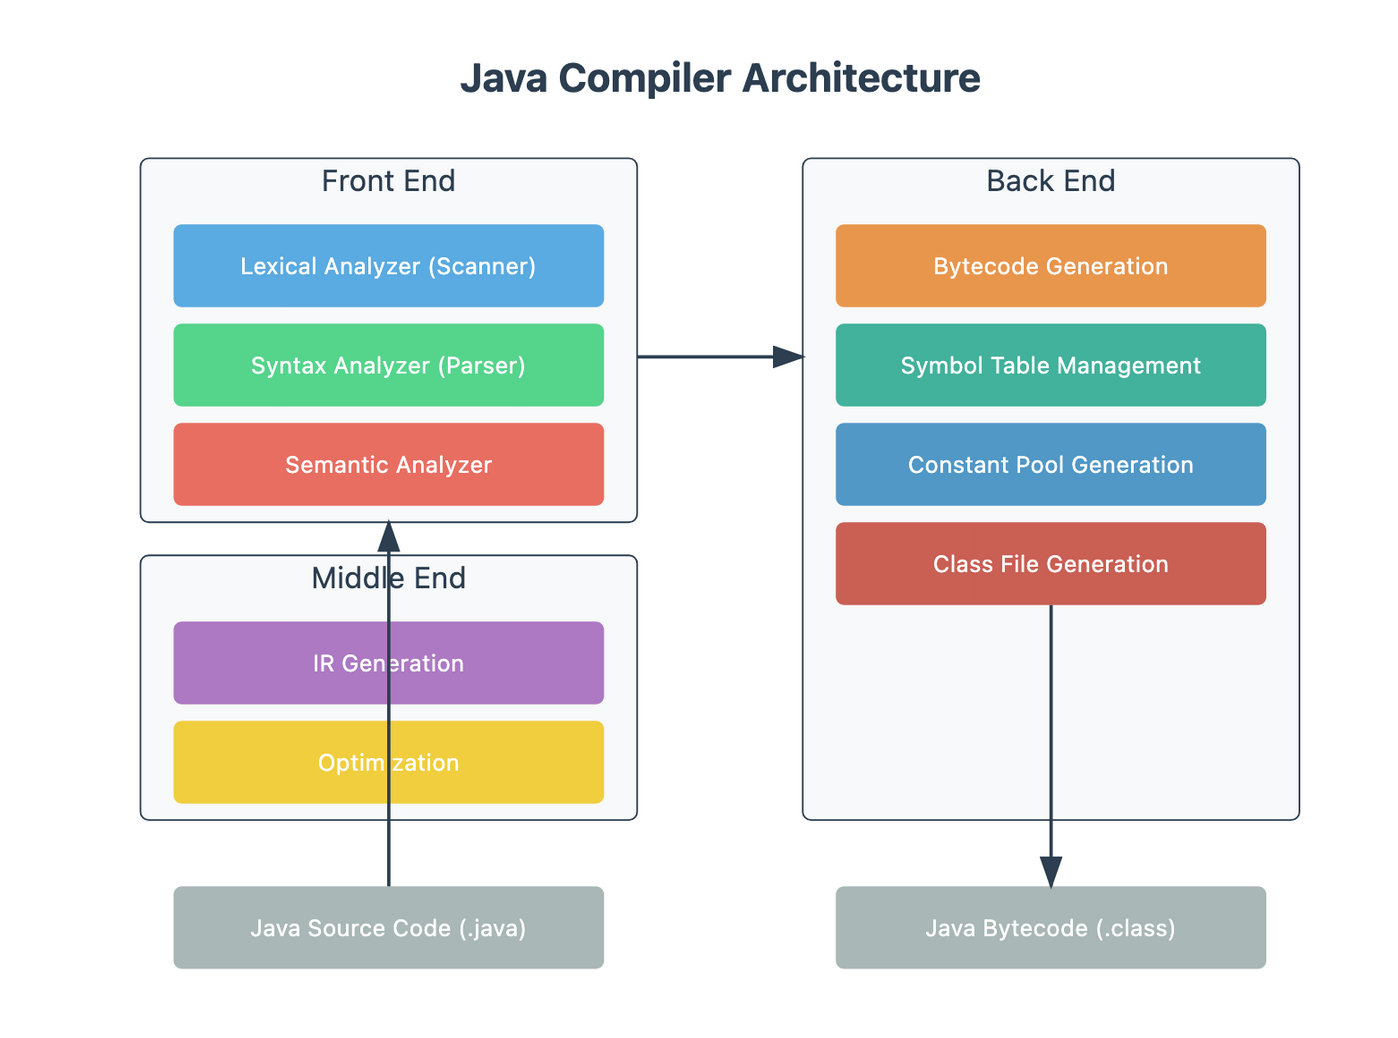 Java Compiler Architecture
Front End
Lexical Analyzer (Scanner)
Syntax Analyzer (Parser)
Semantic Analyzer
Middle End
IR Generation
Optimization
Java Source Code (.java)
Back End
Bytecode Generation
Symbol Table Management
Constant Pool Generation
Class File Generation
Java Bytecode (.class)